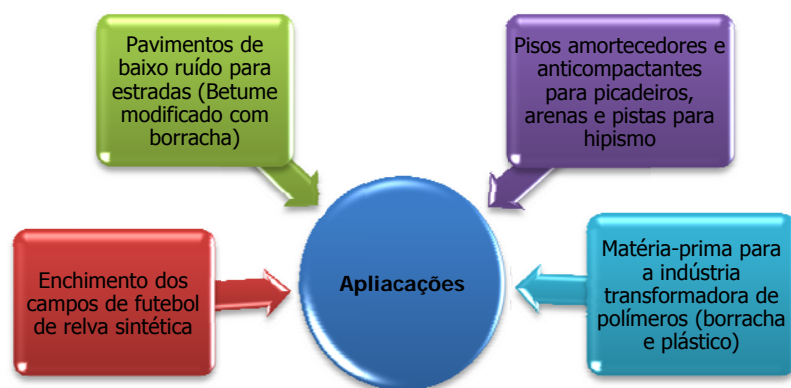 Pavimentos de
baixo ruído para
estradas (Betume
modificado com
borracha)
Pisos amortecedores e
anticompactantes
para picadeiros,
arenas e pistas para
hipismo
Enchimento dos
campos de futebol
de relva sintética
Apliacações
Matéria-prima para
a indústria
transformadora de
polímeros (borracha
e plástico)